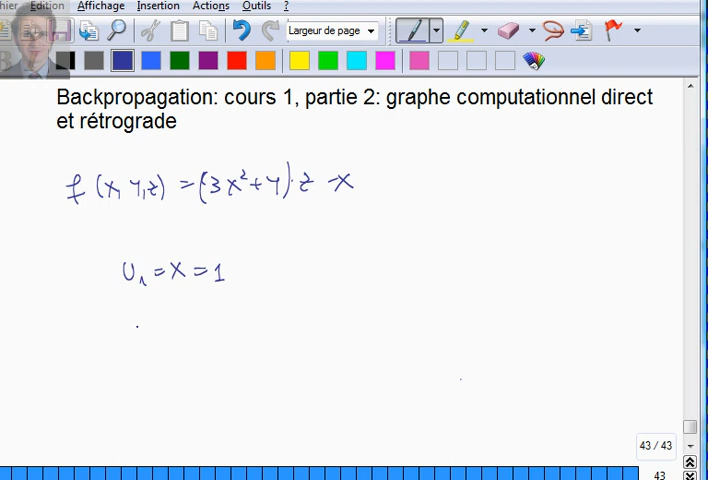 hier Edition Affichage Insertion Actions Outils ?
Largeur de page
Backpropagation: cours 1, partie 2: graphe computationnel direct
et rétrograde
f (x, y, z) = (3x²+y)·z -x
U₁ = x = 1
43 / 43
43